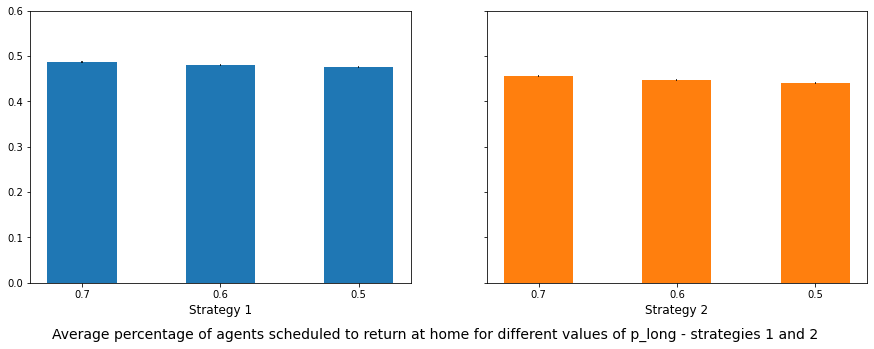 0.6
0.5
0.4
0.3
0.2
0.1
0.0
0.7 0.6 0.5
Strategy 1
0.7 0.6 0.5
Strategy 2
Average percentage of agents scheduled to return at home for different values of p_long - strategies 1 and 2